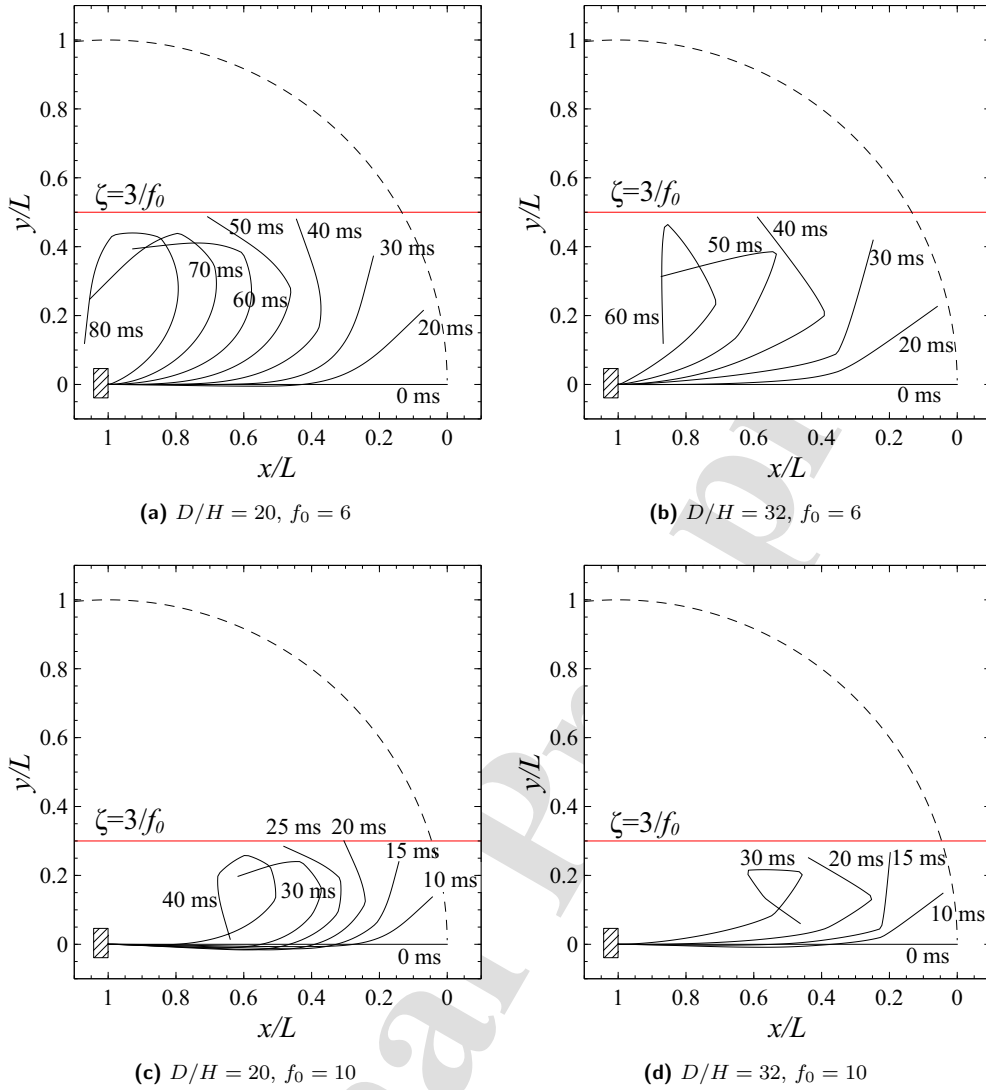 1
0.8
0.6
0.4
0.2
0
y/L
ζ=3/f₀
50 ms
40 ms
30 ms
70 ms
60 ms
20 ms
80 ms
0 ms
1 0.8 0.6 0.4 0.2 0
x/L
(a) D/H = 20, f₀ = 6
1
0.8
0.6
0.4
0.2
0
y/L
ζ=3/f₀
40 ms
50 ms
30 ms
60 ms
20 ms
0 ms
1 0.8 0.6 0.4 0.2 0
x/L
(b) D/H = 32, f₀ = 6
1
0.8
0.6
0.4
0.2
0
y/L
ζ=3/f₀
25 ms
20 ms
15 ms
10 ms
40 ms
30 ms
0 ms
1 0.8 0.6 0.4 0.2 0
x/L
(c) D/H = 20, f₀ = 10
1
0.8
0.6
0.4
0.2
0
y/L
ζ=3/f₀
30 ms
20 ms
15 ms
10 ms
0 ms
1 0.8 0.6 0.4 0.2 0
x/L
(d) D/H = 32, f₀ = 10